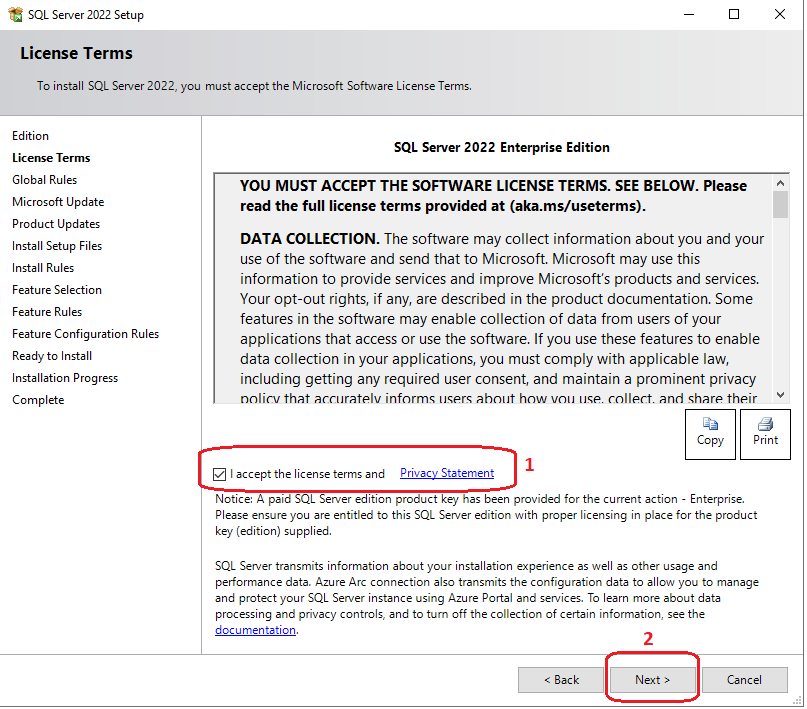 SQL Server 2022 Setup
License Terms
To install SQL Server 2022, you must accept the Microsoft Software License Terms.
Edition
License Terms
Global Rules
Microsoft Update
Product Updates
Install Setup Files
Install Rules
Feature Selection
Feature Rules
Feature Configuration Rules
Ready to Install
Installation Progress
Complete
SQL Server 2022 Enterprise Edition
YOU MUST ACCEPT THE SOFTWARE LICENSE TERMS. SEE BELOW. Please
read the full license terms provided at (aka.ms/useterms).
DATA COLLECTION. The software may collect information about you and your
use of the software and send that to Microsoft. Microsoft may use this
information to provide services and improve Microsoft's products and services.
Your opt-out rights, if any, are described in the product documentation. Some
features in the software may enable collection of data from users of your
applications that access or use the software. If you use these features to enable
data collection in your applications, you must comply with applicable law,
including getting any required user consent, and maintain a prominent privacy
policy that accurately informs users about how you use, collect, and share their
Copy
Print
I accept the license terms and Privacy Statement
1
Notice: A paid SQL Server edition product key has been provided for the current action - Enterprise.
Please ensure you are entitled to this SQL Server edition with proper licensing in place for the product
key (edition) supplied.
SQL Server transmits information about your installation experience as well as other usage and
performance data. Azure Arc connection also transmits the configuration data to allow you to manage
and protect your SQL Server instance using Azure Portal and services. To learn more about data
processing and privacy controls, and to turn off the collection of certain information, see the
documentation.
2
< Back
Next >
Cancel